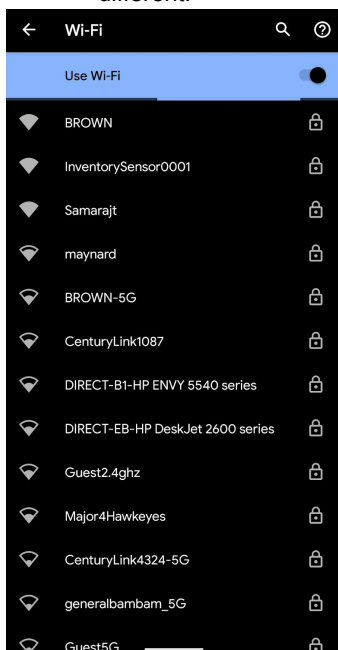 different.
Wi-Fi
Use Wi-Fi
BROWN
InventorySensor0001
Samarajt
maynard
BROWN-5G
CenturyLink1087
DIRECT-B1-HP ENVY 5540 series
DIRECT-EB-HP DeskJet 2600 series
Guest2.4ghz
Major4Hawkeyes
CenturyLink4324-5G
generalbambam_5G
Guest5G